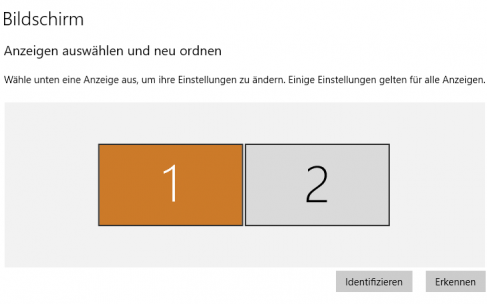 Bildschirm
Anzeigen auswählen und neu ordnen
Wähle unten eine Anzeige aus, um ihre Einstellungen zu ändern. Einige Einstellungen gelten für alle Anzeigen.
1 2
Identifizieren Erkennen